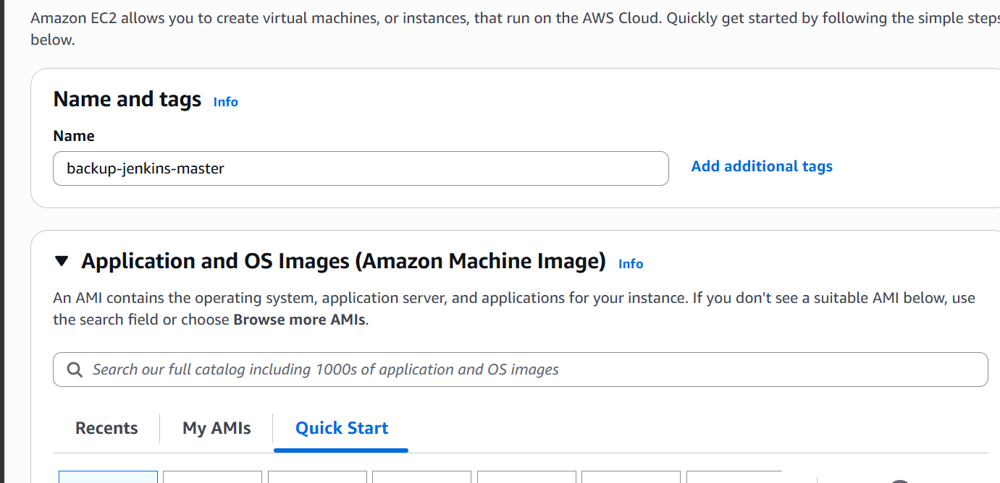 Amazon EC2 allows you to create virtual machines, or instances, that run on the AWS Cloud. Quickly get started by following the simple steps
below.
Name and tags Info
Name
backup-jenkins-master
Add additional tags
Application and OS Images (Amazon Machine Image) Info
An AMI contains the operating system, application server, and applications for your instance. If you don't see a suitable AMI below, use
the search field or choose Browse more AMIs.
Search our full catalog including 1000s of application and OS images
Recents
My AMIs
Quick Start